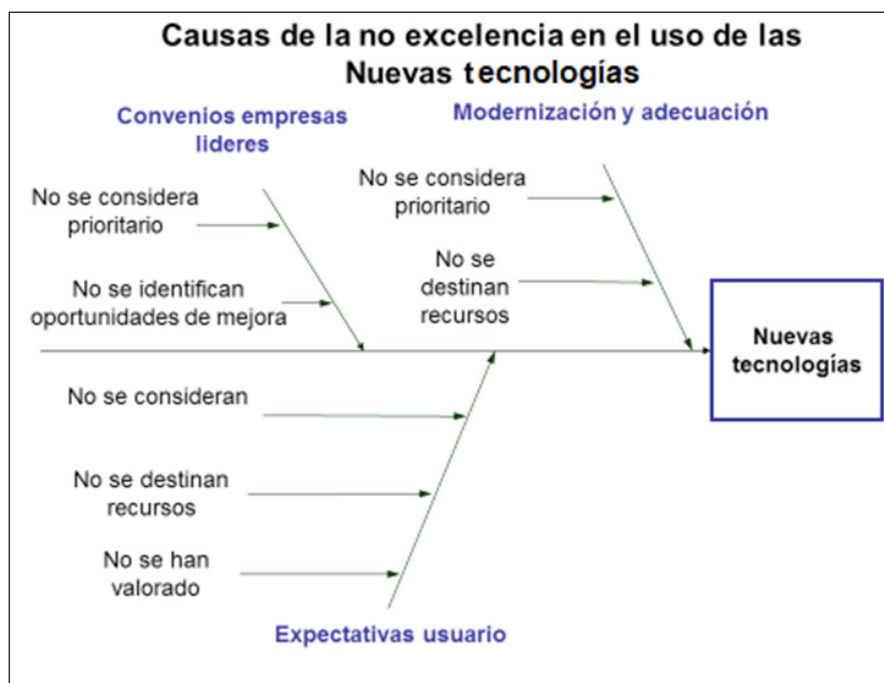 Causas de la no excelencia en el uso de las
Nuevas tecnologías
Convenios empresas
lideres
Modernización y adecuación
No se considera
prioritario
No se considera
prioritario
No se identifican
oportunidades de mejora
No se
destinan
recursos
Nuevas
tecnologías
No se consideran
No se destinan
recursos
No se han
valorado
Expectativas usuario